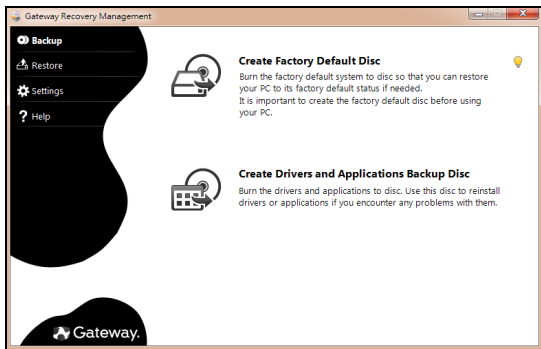 Gateway Recovery Management
Backup
Restore
Settings
Help
Create Factory Default Disc
Burn the factory default system to disc so that you can restore
your PC to its factory default status if needed.
It is important to create the factory default disc before using
your PC.
Create Drivers and Applications Backup Disc
Burn the drivers and applications to disc. Use this disc to reinstall
drivers or applications if you encounter any problems with them.
Gateway.